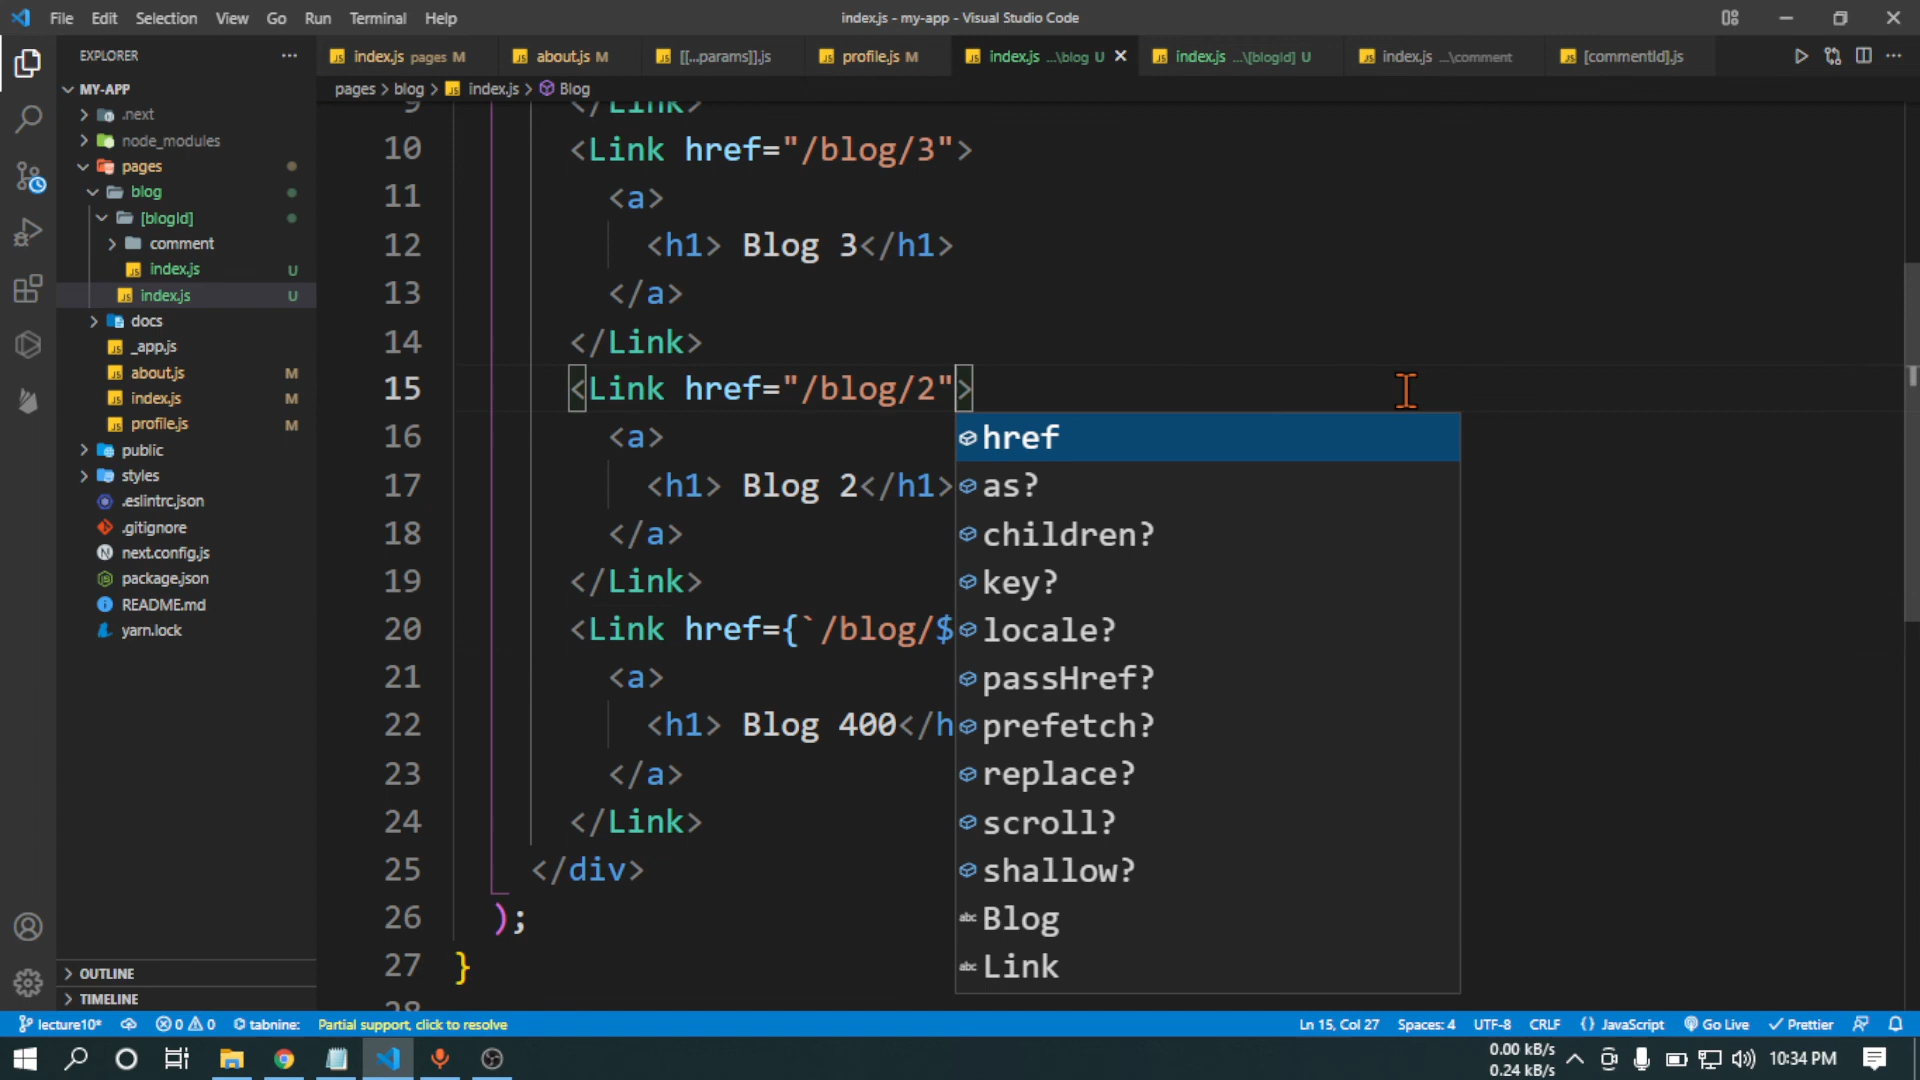 File Edit Selection View Go Run Terminal Help
index.js - my-app - Visual Studio Code
EXPLORER
index.js pages M
about.js M
[[...params]].js
profile.js M
index.js ...\blog U
index.js ...\[blogId] U
index.js ...\comment
[commentId].js
pages > blog > index.js > Blog
MY-APP
.next
node_modules
pages
blog
[blogId]
comment
index.js U
index.js U
docs
_app.js
about.js M
index.js M
profile.js M
public
styles
.eslintrc.json
.gitignore
next.config.js
package.json
README.md
yarn.lock
OUTLINE
TIMELINE
9 </Link>
10 <Link href="/blog/3">
11 <a>
12 <h1> Blog 3</h1>
13 </a>
14 </Link>
15 <Link href="/blog/2">
16 <a>
17 <h1> Blog 2</h1>
18 </a>
19 </Link>
20 <Link href={`/blog/$
21 <a>
22 <h1> Blog 400</h
23 </a>
24 </Link>
25 </div>
26 );
27 }
28
href
as?
children?
key?
locale?
passHref?
prefetch?
replace?
scroll?
shallow?
abc Blog
abc Link
lecture10* 0 0 tabnine: Partial support, click to resolve
Ln 15, Col 27 Spaces: 4 UTF-8 CRLF {} JavaScript Go Live Prettier
0.00 kB/s
0.24 kB/s
10:34 PM